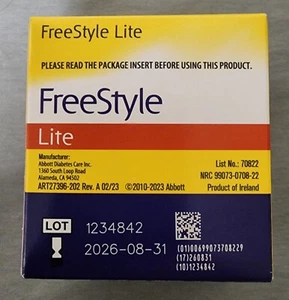 FreeStyle Lite
PLEASE READ THE PACKAGE INSERT BEFORE USING THIS PRODUCT.
FreeStyle
Lite
Manufacturer:
Abbott Diabetes Care Inc.
1360 South Loop Road
Alameda, CA 94502
ART27396-202 Rev. A 02/23 ©2010-2023 Abbott
List No.: 70822
NRC 99073-0708-22
Product of Ireland
LOT 1234842
2026-08-31
(01)00699073708229
(17)260831
(10)1234842